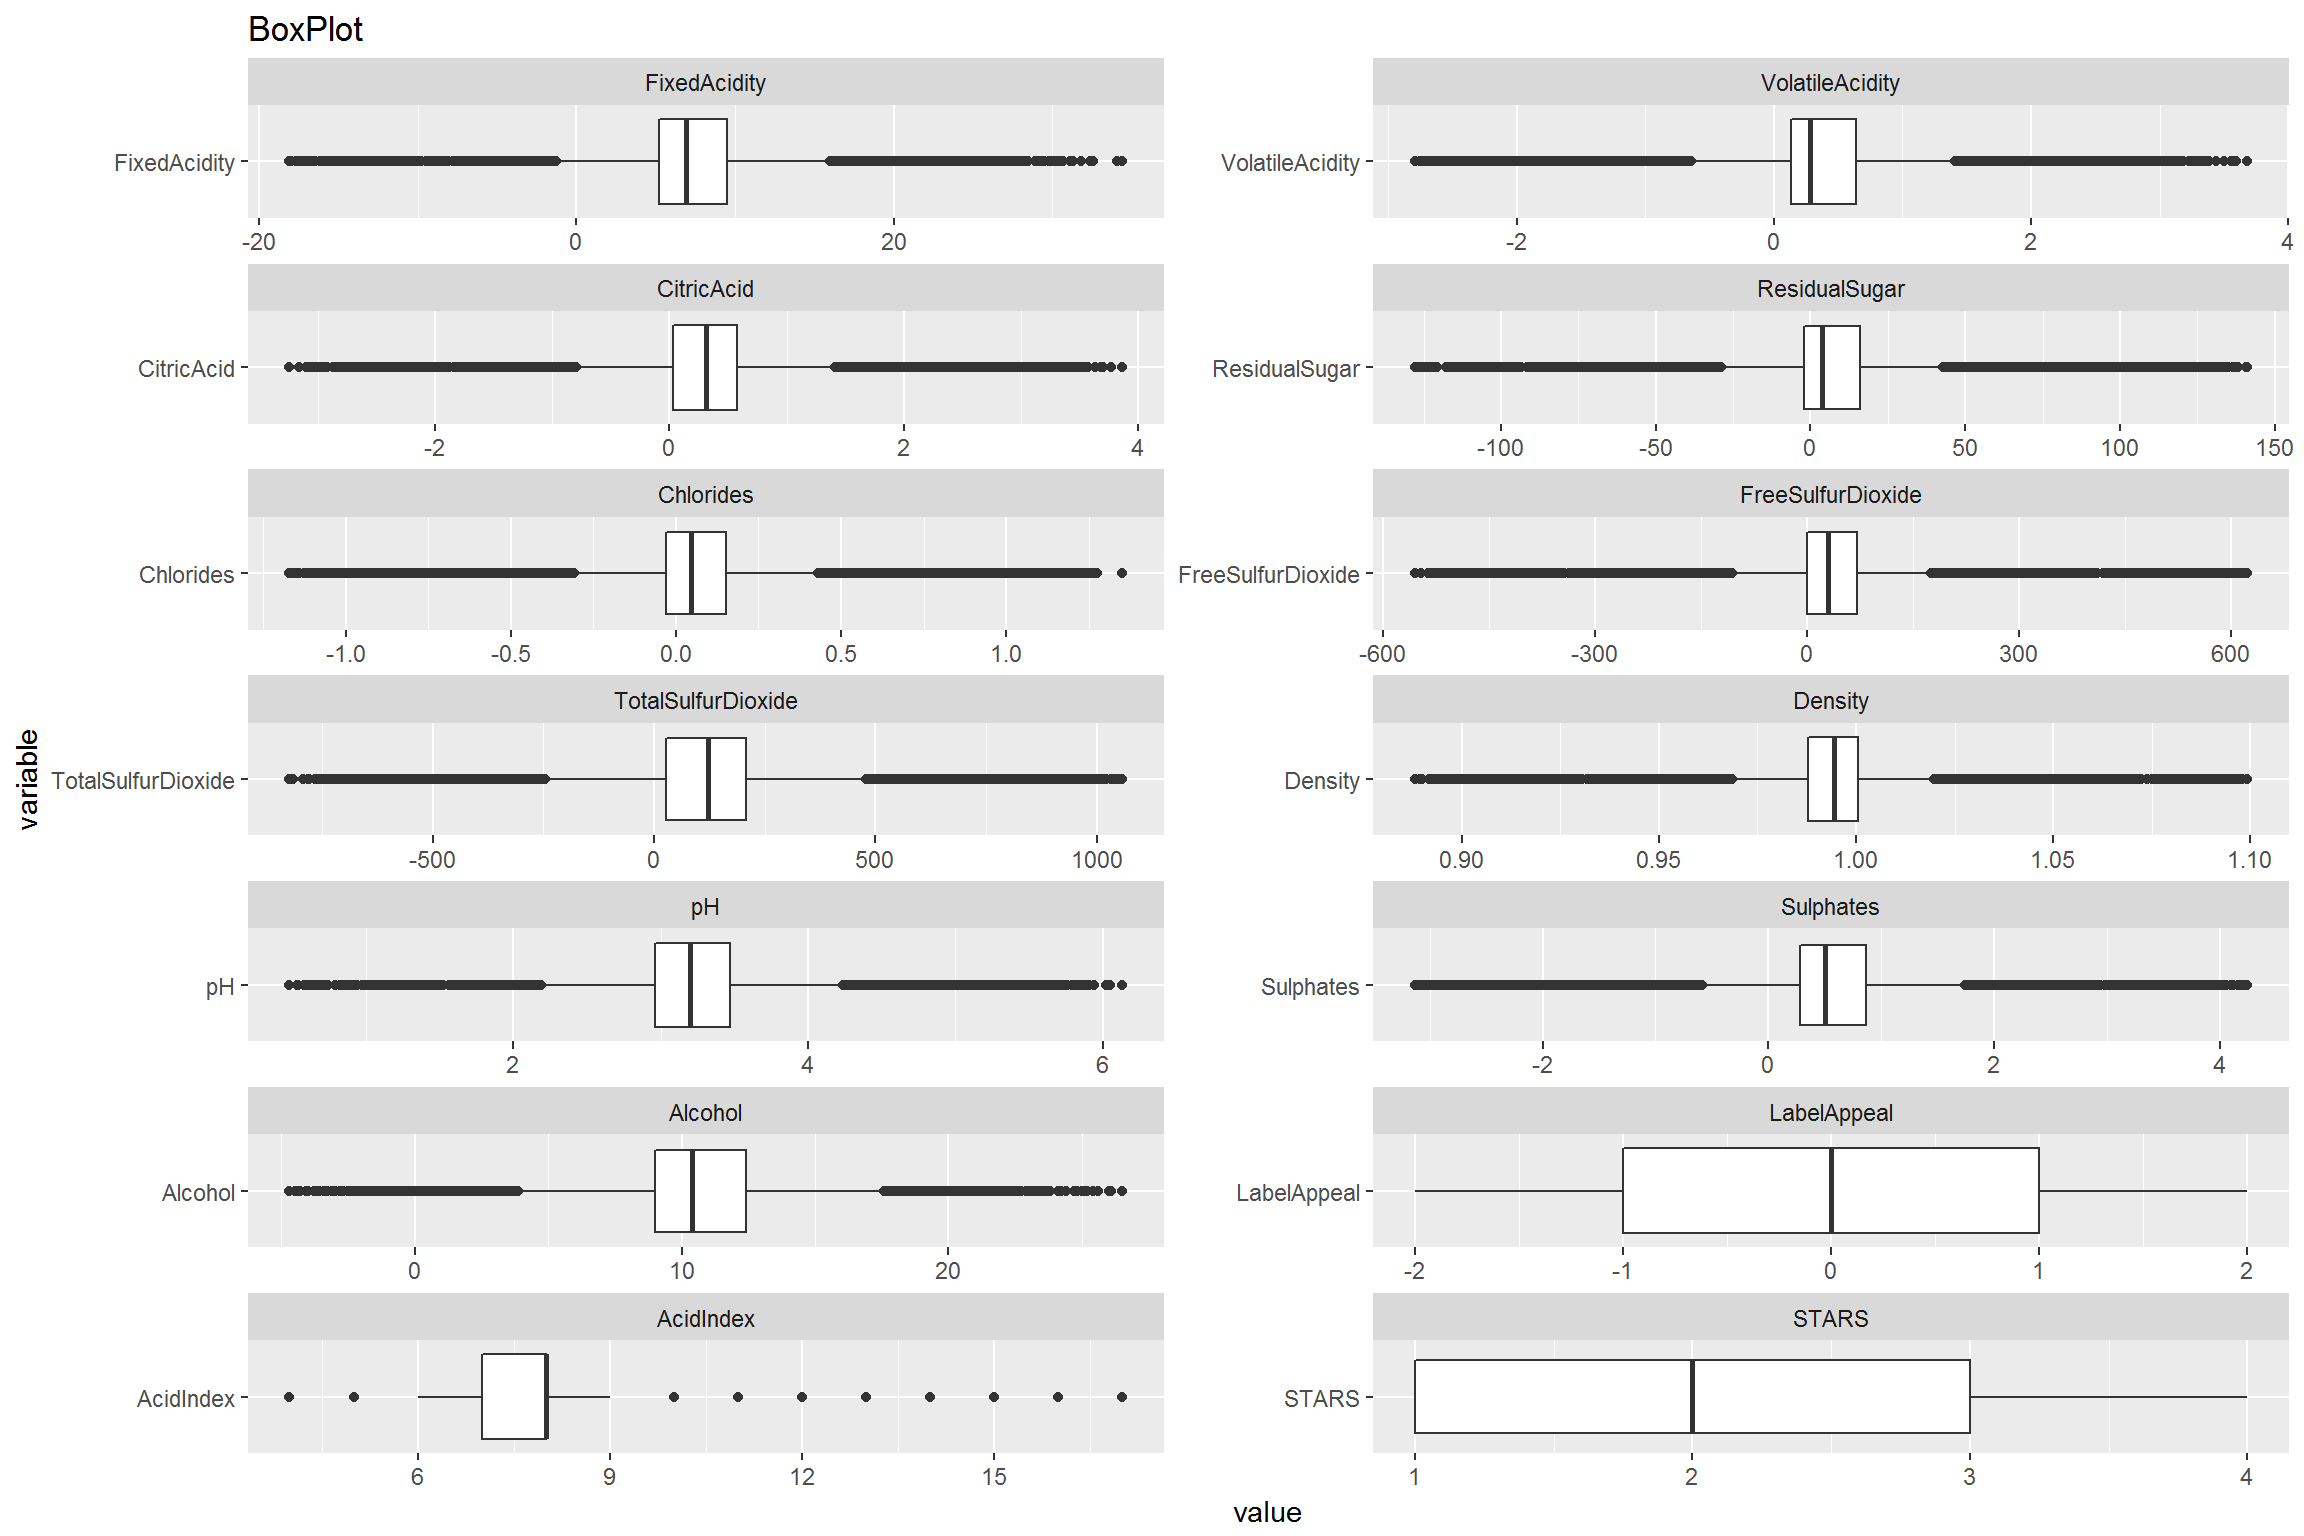 BoxPlot
FixedAcidity
VolatileAcidity
FixedAcidity
VolatileAcidity
-20 0 20
-2 0 2 4
CitricAcid
ResidualSugar
CitricAcid
ResidualSugar
-2 0 2 4
-100 -50 0 50 100 150
Chlorides
FreeSulfurDioxide
Chlorides
FreeSulfurDioxide
-1.0 -0.5 0.0 0.5 1.0
-600 -300 0 300 600
TotalSulfurDioxide
Density
variable
TotalSulfurDioxide
Density
-500 0 500 1000
0.90 0.95 1.00 1.05 1.10
pH
Sulphates
pH
Sulphates
2 4 6
-2 0 2 4
Alcohol
LabelAppeal
Alcohol
LabelAppeal
0 10 20
-2 -1 0 1 2
AcidIndex
STARS
AcidIndex
STARS
6 9 12 15
1 2 3 4
value